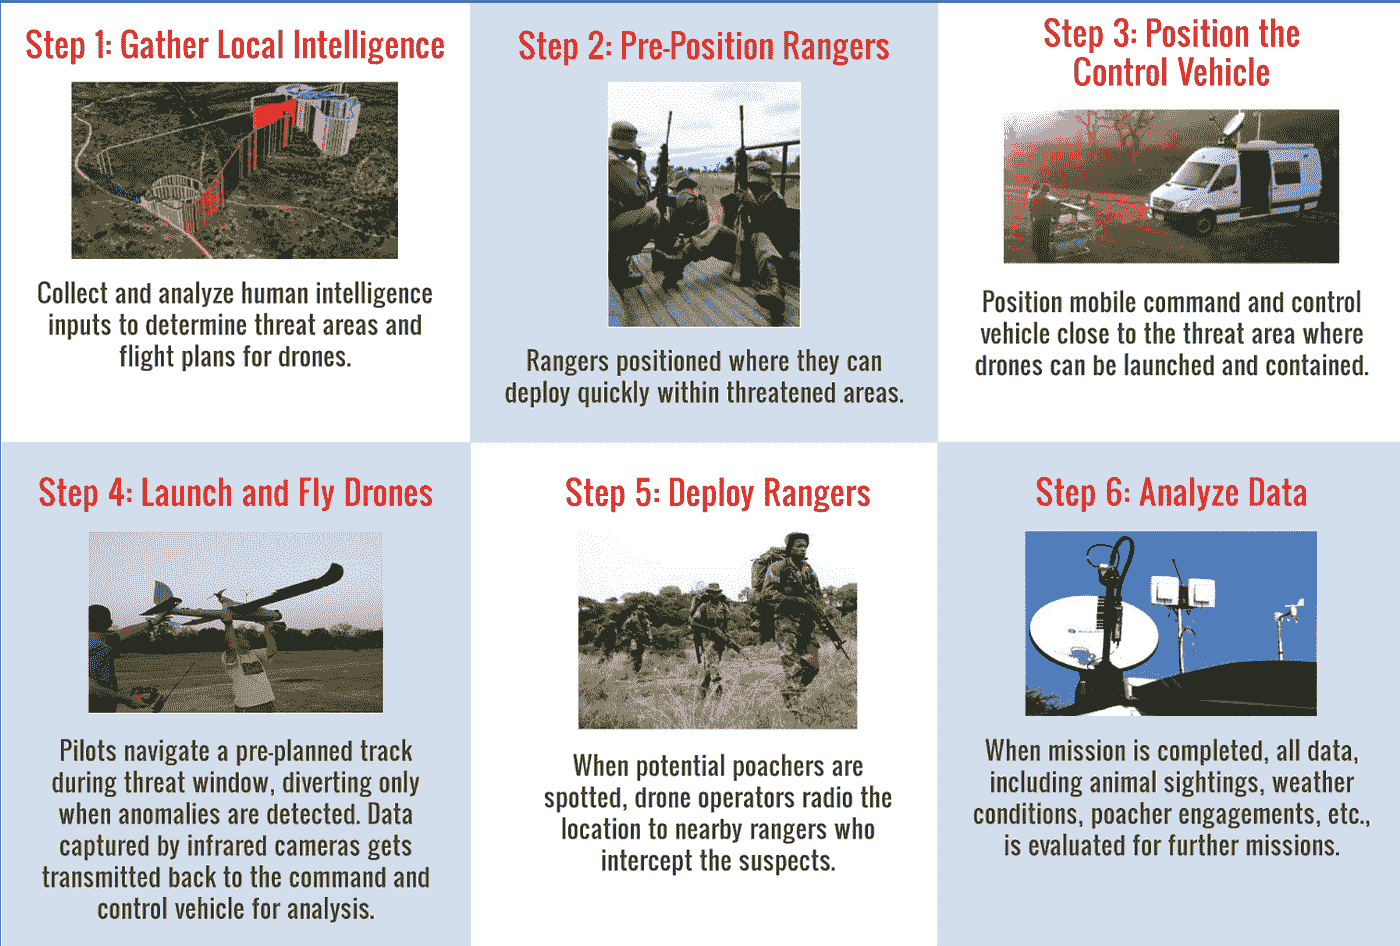 Step 1: Gather Local Intelligence
Collect and analyze human intelligence
inputs to determine threat areas and
flight plans for drones.
Step 2: Pre-Position Rangers
Rangers positioned where they can
deploy quickly within threatened areas.
Step 3: Position the
Control Vehicle
Position mobile command and control
vehicle close to the threat area where
drones can be launched and contained.
Step 4: Launch and Fly Drones
Pilots navigate a pre-planned track
during threat window, diverting only
when anomalies are detected. Data
captured by infrared cameras gets
transmitted back to the command and
control vehicle for analysis.
Step 5: Deploy Rangers
When potential poachers are
spotted, drone operators radio the
location to nearby rangers who
intercept the suspects.
Step 6: Analyze Data
When mission is completed, all data,
including animal sightings, weather
conditions, poacher engagements, etc.,
is evaluated for further missions.